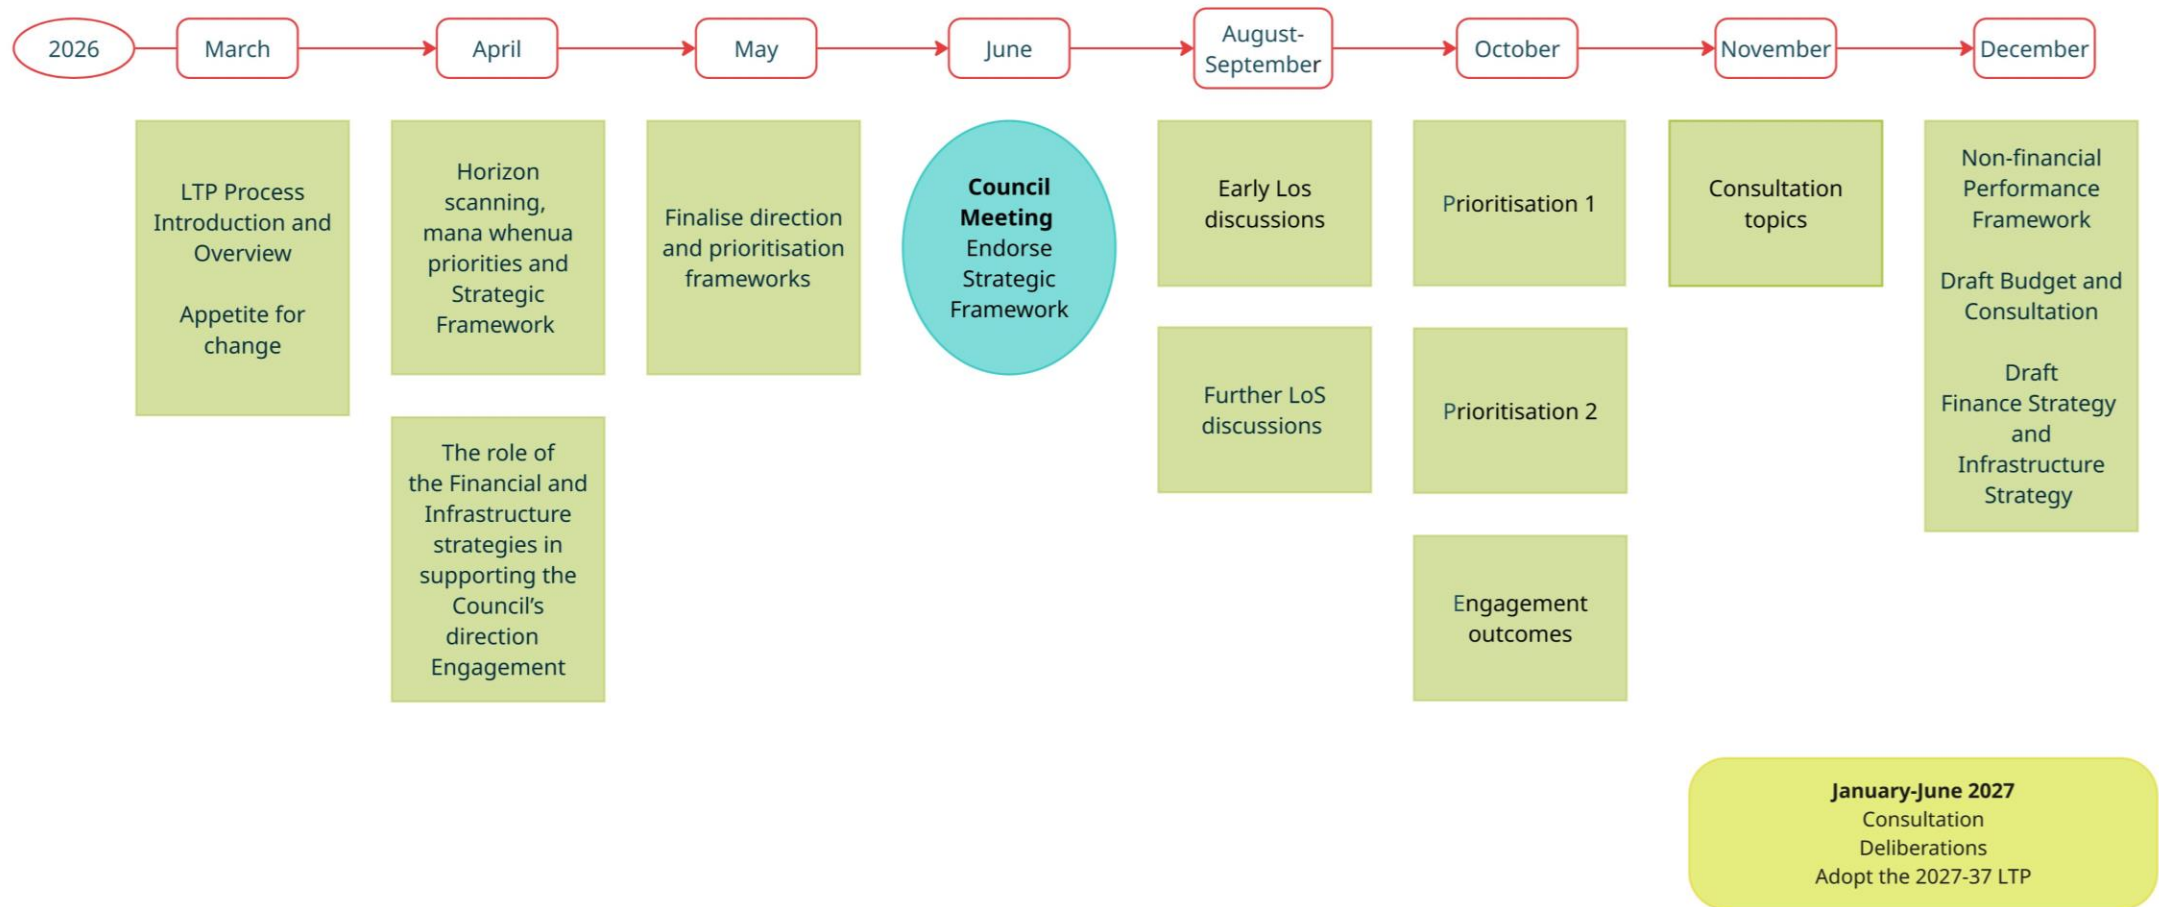 2026
March
April
May
June
August-
September
October
November
December
LTP Process
Introduction and
Overview
Appetite for
change
Horizon
scanning,
mana whenua
priorities and
Strategic
Framework
The role of
the Financial and
Infrastructure
strategies in
supporting the
Council’s
direction
Engagement
Finalise direction
and prioritisation
frameworks
Council
Meeting
Endorse
Strategic
Framework
Early Los
discussions
Further LoS
discussions
Prioritisation 1
Prioritisation 2
Engagement
outcomes
Consultation
topics
Non-financial
Performance
Framework
Draft Budget and
Consultation
Draft
Finance Strategy
and
Infrastructure
Strategy
January-June 2027
Consultation
Deliberations
Adopt the 2027-37 LTP